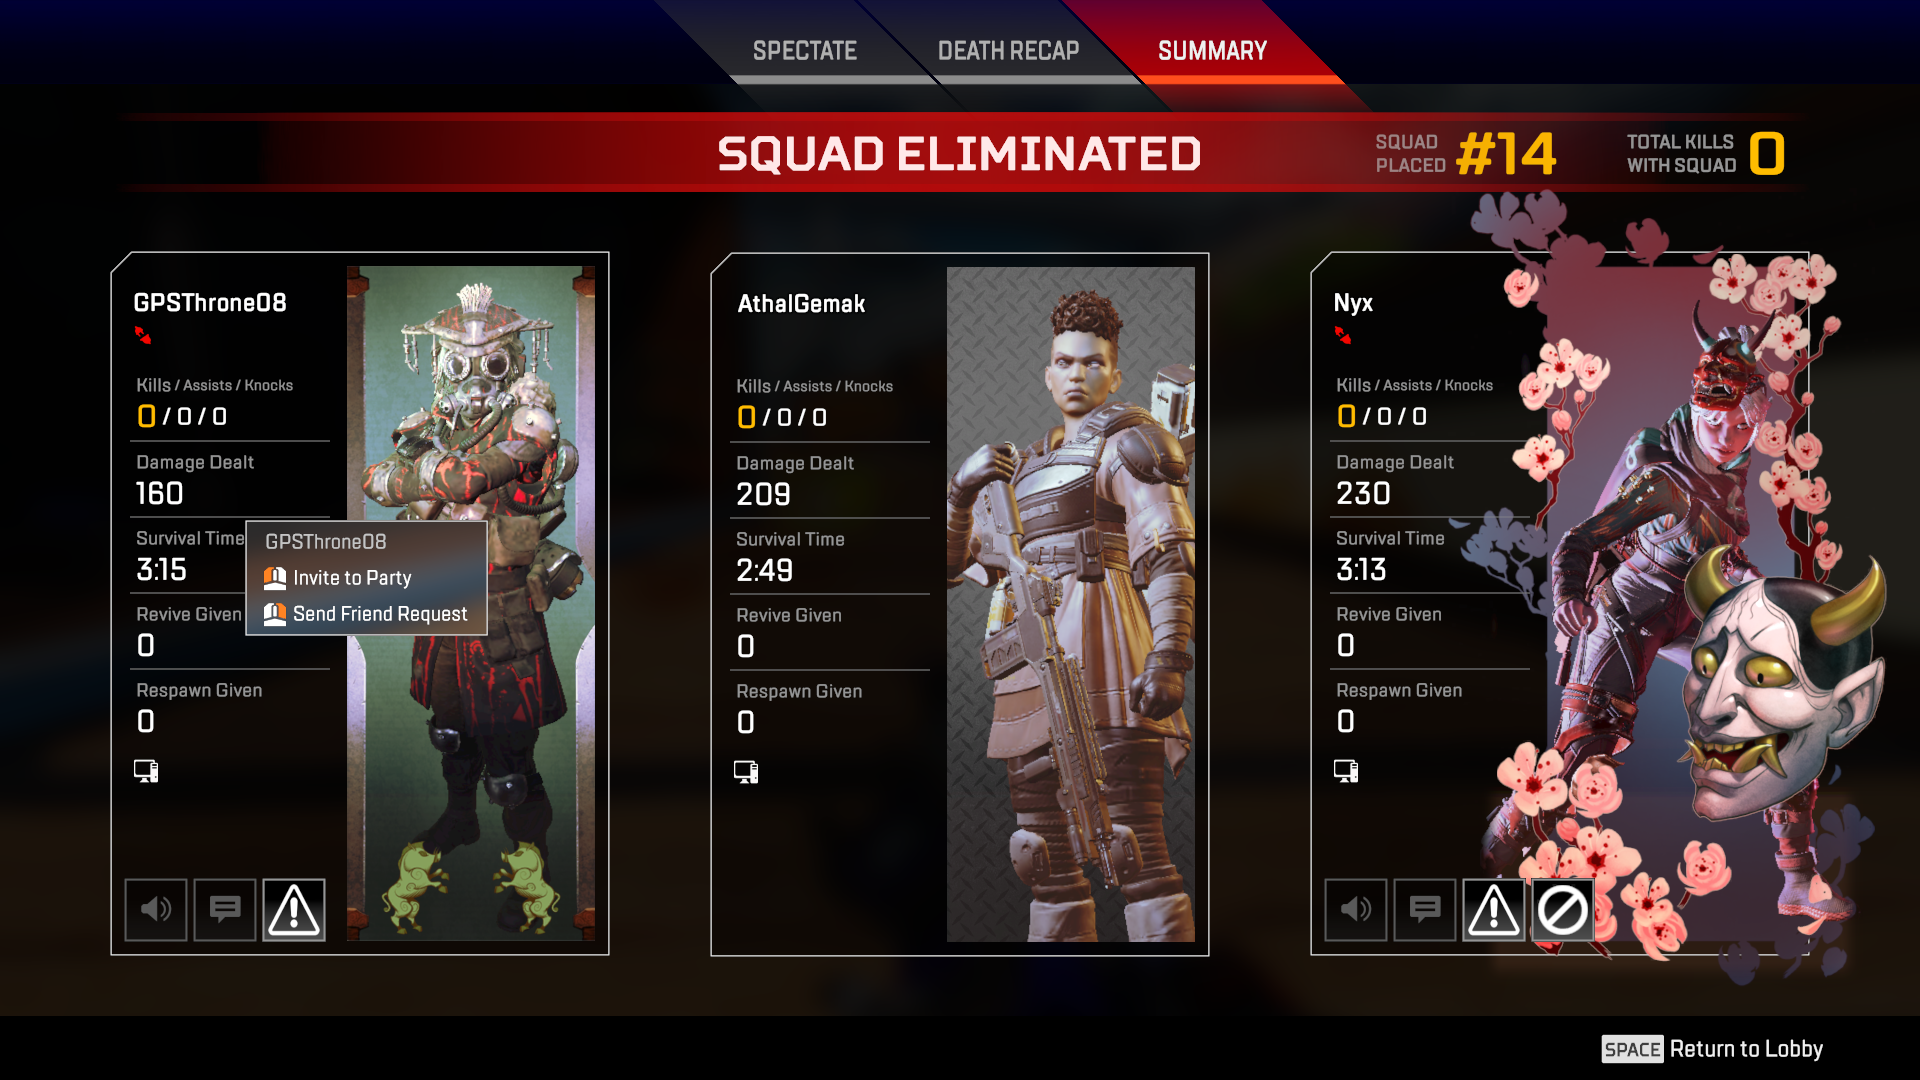 SPECTATE
DEATH RECAP
SUMMARY
SQUAD ELIMINATED
SQUAD
PLACED
#14
TOTAL KILLS
WITH SQUAD
0
GPSThrone08
Kills / Assists / Knocks
0 / 0 / 0
Damage Dealt
160
Survival Time
3:15
Revive Given
0
Respawn Given
0
GPSThrone08
Invite to Party
Send Friend Request
AthalGemak
Kills / Assists / Knocks
0 / 0 / 0
Damage Dealt
209
Survival Time
2:49
Revive Given
0
Respawn Given
0
Nyx
Kills / Assists / Knocks
0 / 0 / 0
Damage Dealt
230
Survival Time
3:13
Revive Given
0
Respawn Given
0
SPACE Return to Lobby